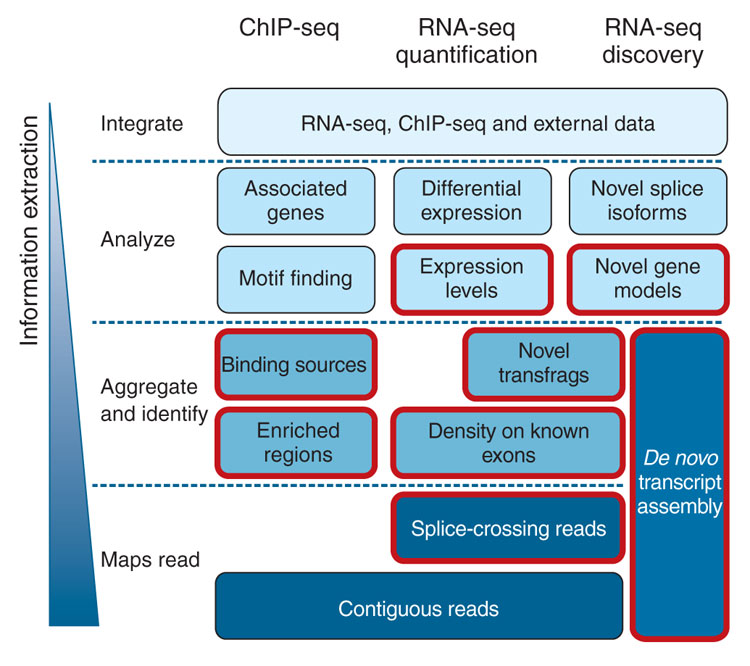 ChIP-seq
RNA-seq
quantification
RNA-seq
discovery
Information extraction
Integrate
RNA-seq, ChIP-seq and external data
Analyze
Associated
genes
Differential
expression
Novel splice
isoforms
Motif finding
Expression
levels
Novel gene
models
Aggregate
and identify
Binding sources
Novel
transfrags
Enriched
regions
Density on known
exons
De novo
transcript
assembly
Maps read
Splice-crossing reads
Contiguous reads